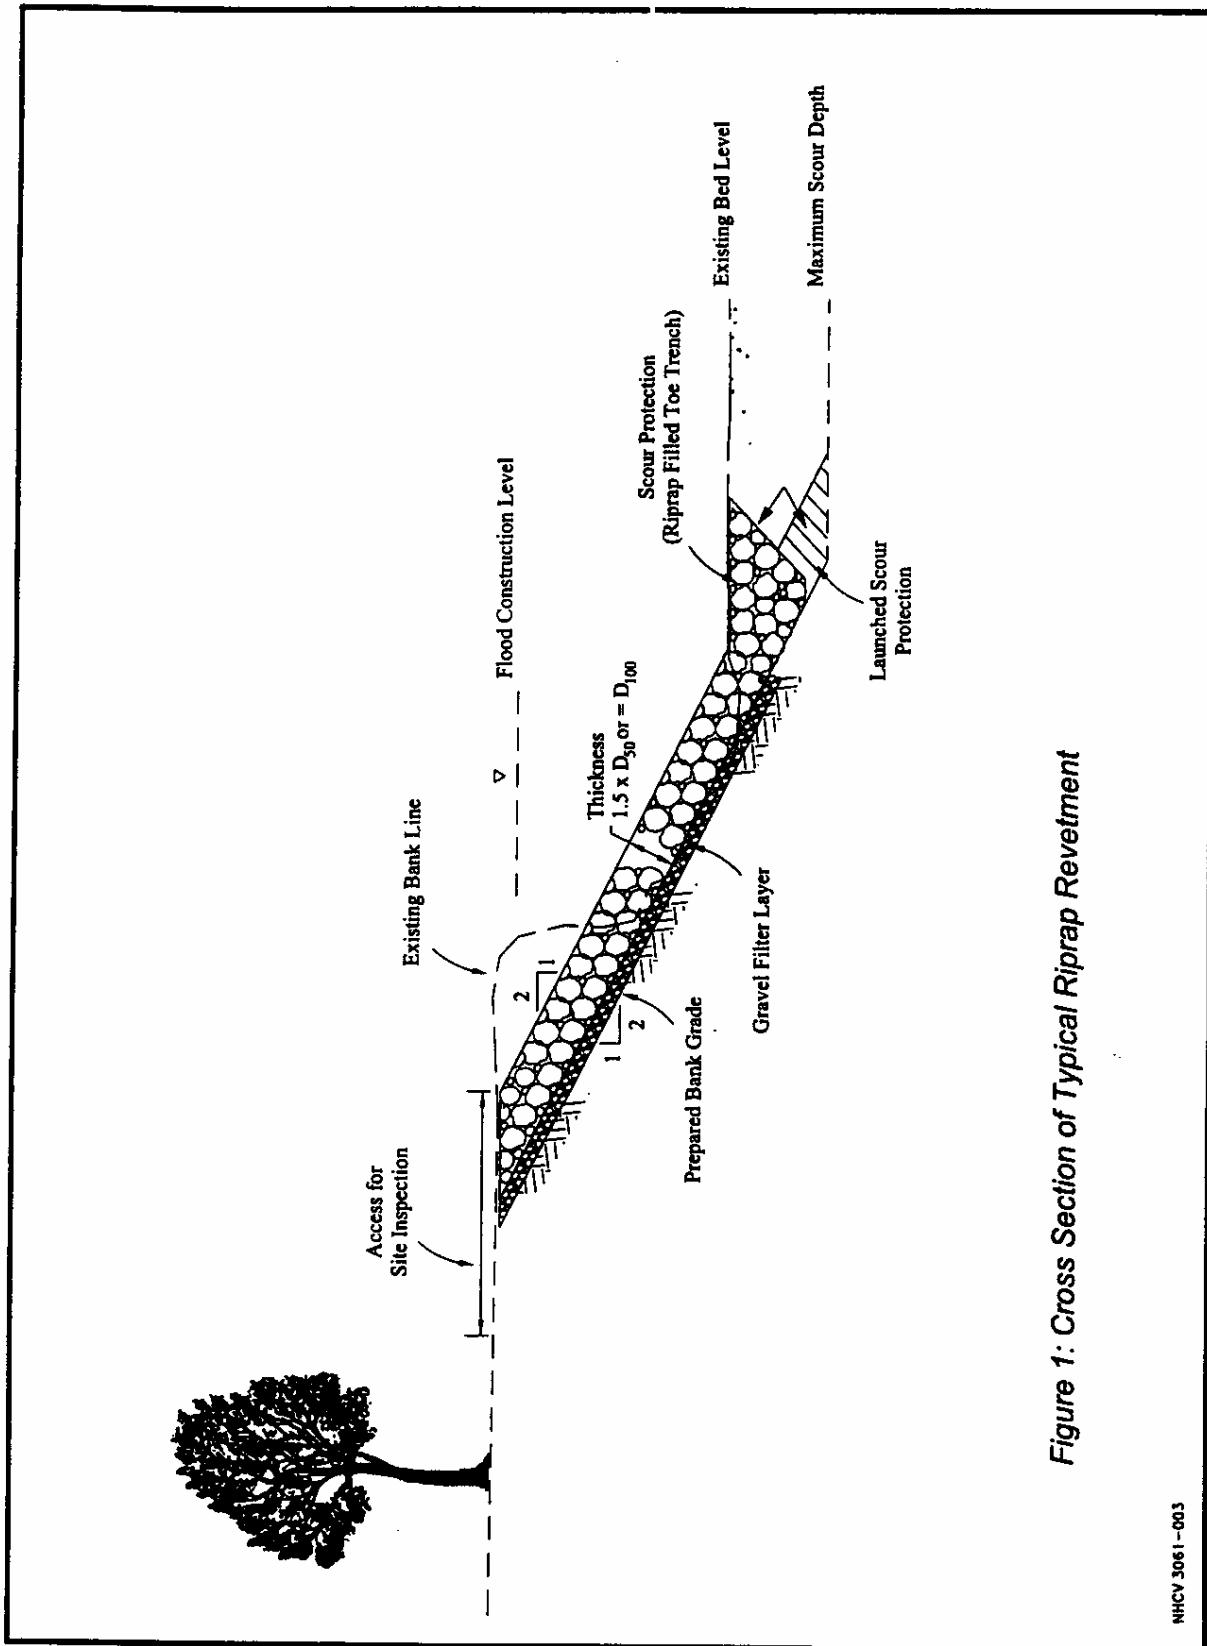 Access for
Site Inspection
Existing Bank Line
Flood Construction Level
2
1
1
2
Thickness
1.5 x D50 or = D100
Scour Protection
(Riprap Filled Toe Trench)
Existing Bed Level
Maximum Scour Depth
Prepared Bank Grade
Gravel Filter Layer
Launched Scour
Protection
Figure 1: Cross Section of Typical Riprap Revetment
NHCV 3061-003